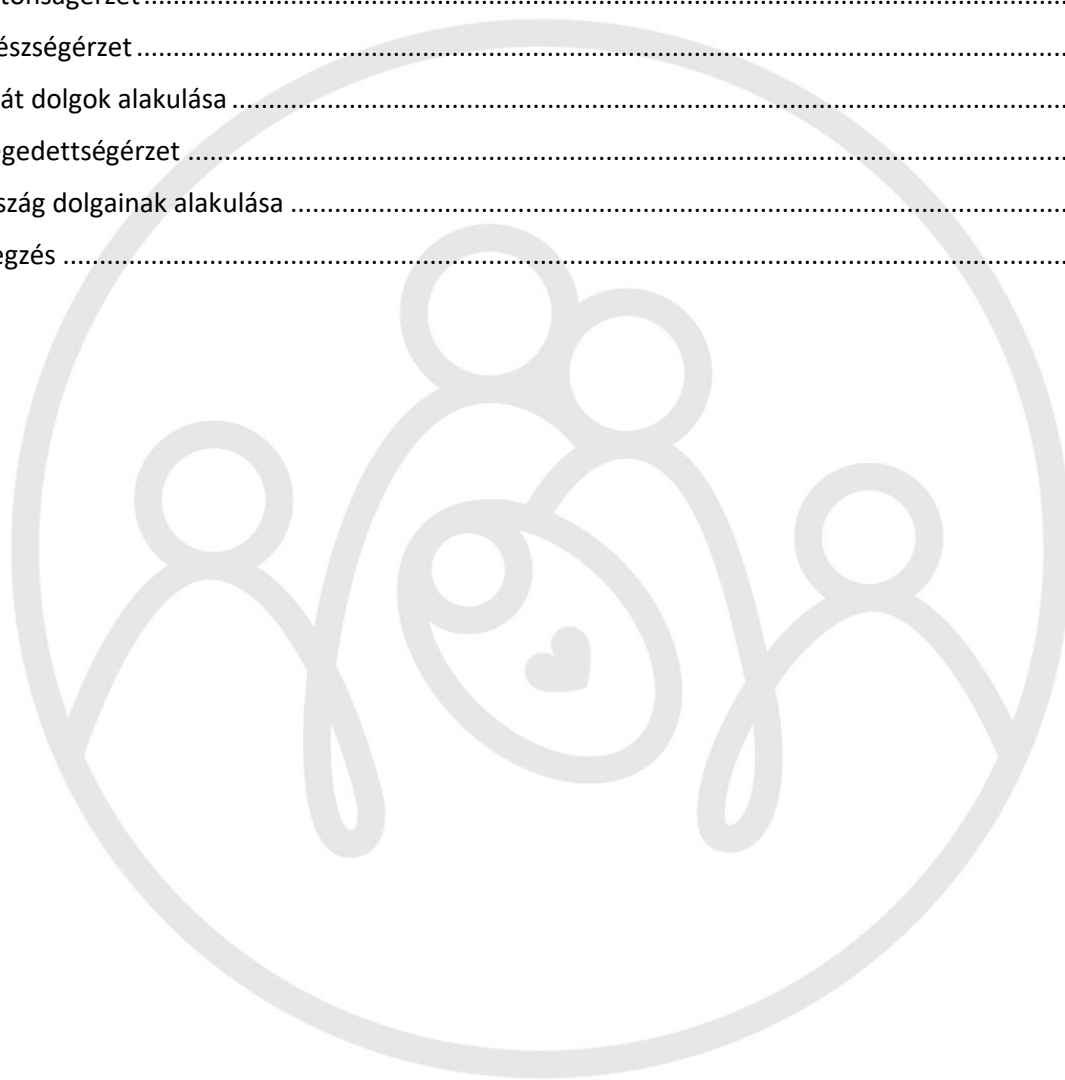 tonságérzet
észségérzet
át dolgok alakulása
gedettségérzet
szág dolgainak alakulása
egzés